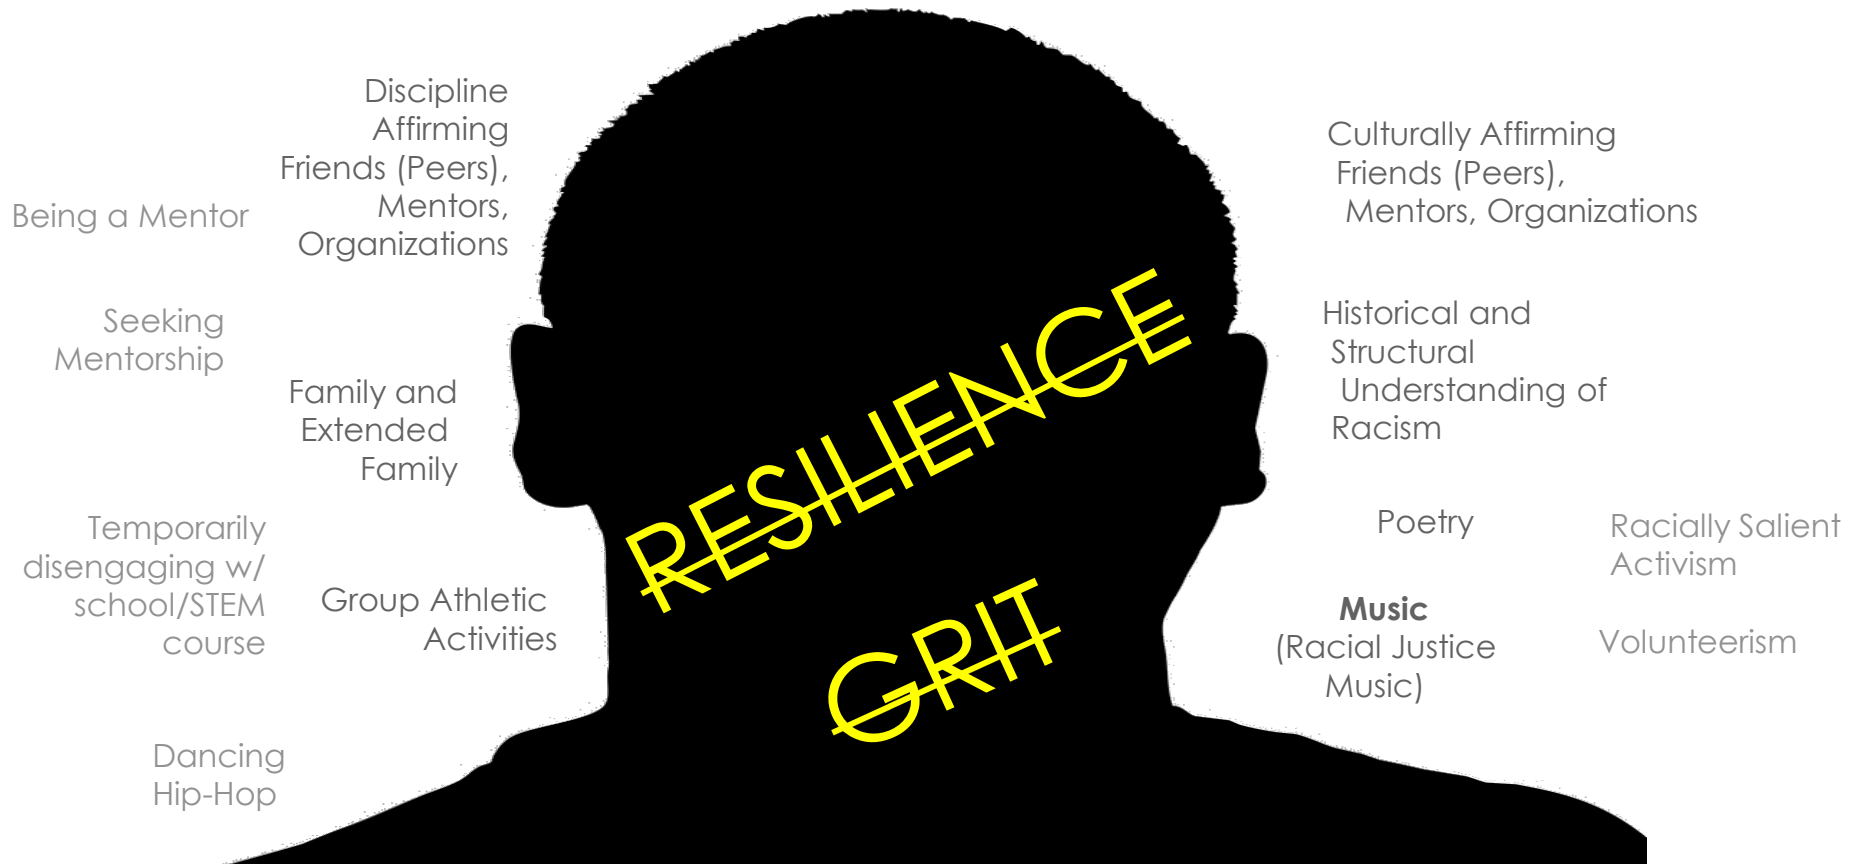 Discipline
Affirming
Friends (Peers),
Mentors,
Organizations
Being a Mentor
Seeking
Mentorship
Family and
Extended
Family
Temporarily
disengaging w/
school/STEM
course
Group Athletic
Activities
Dancing
Hip-Hop
RESILIENCE
GRIT
Culturally Affirming
Friends (Peers),
Mentors, Organizations
Historical and
Structural
Understanding of
Racism
Poetry
Racially Salient
Activism
Music
(Racial Justice
Music)
Volunteerism